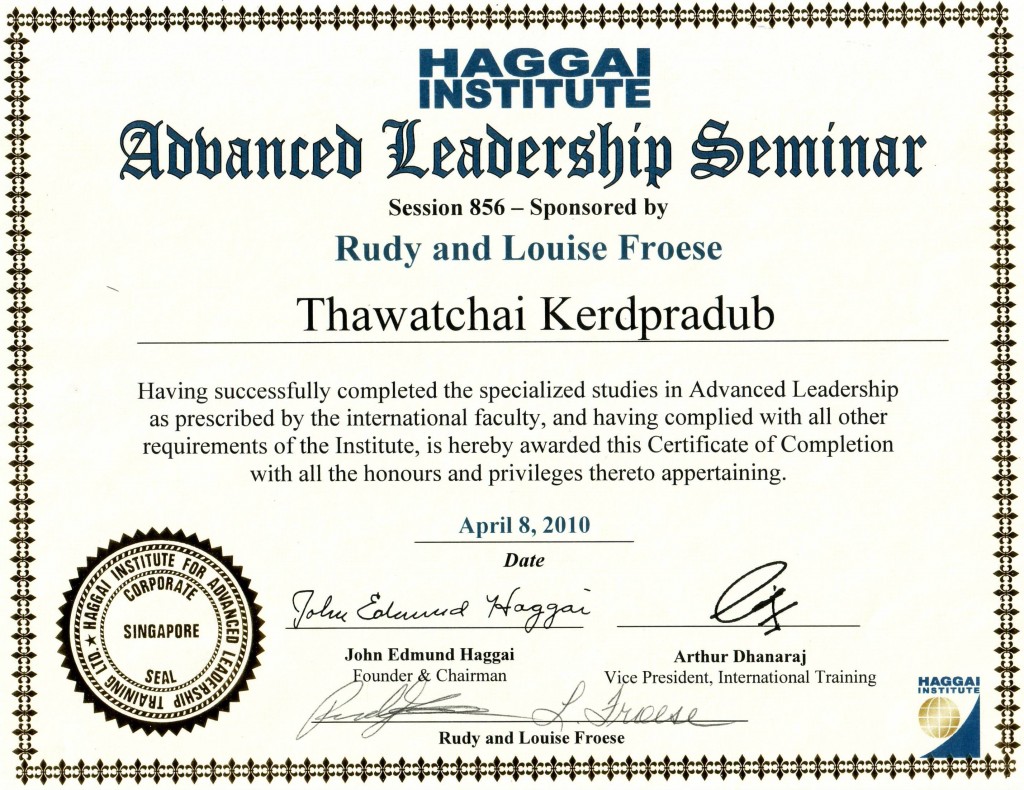 HAGGAI
INSTITUTE
Advanced Leadership Seminar
Session 856 – Sponsored by
Rudy and Louise Froese
Thawatchai Kerdpradub
Having successfully completed the specialized studies in Advanced Leadership
as prescribed by the international faculty, and having complied with all other
requirements of the Institute, is hereby awarded this Certificate of Completion
with all the honours and privileges thereto appertaining.
April 8, 2010
Date
HAGGAI INSTITUTE FOR ADVANCED LEADERSHIP TRAINING LTD. ★
CORPORATE
SINGAPORE
SEAL
John Edmund Haggai
John Edmund Haggai
Founder & Chairman
Arthur Dhanaraj
Vice President, International Training
L. Froese
Rudy and Louise Froese
HAGGAI
INSTITUTE